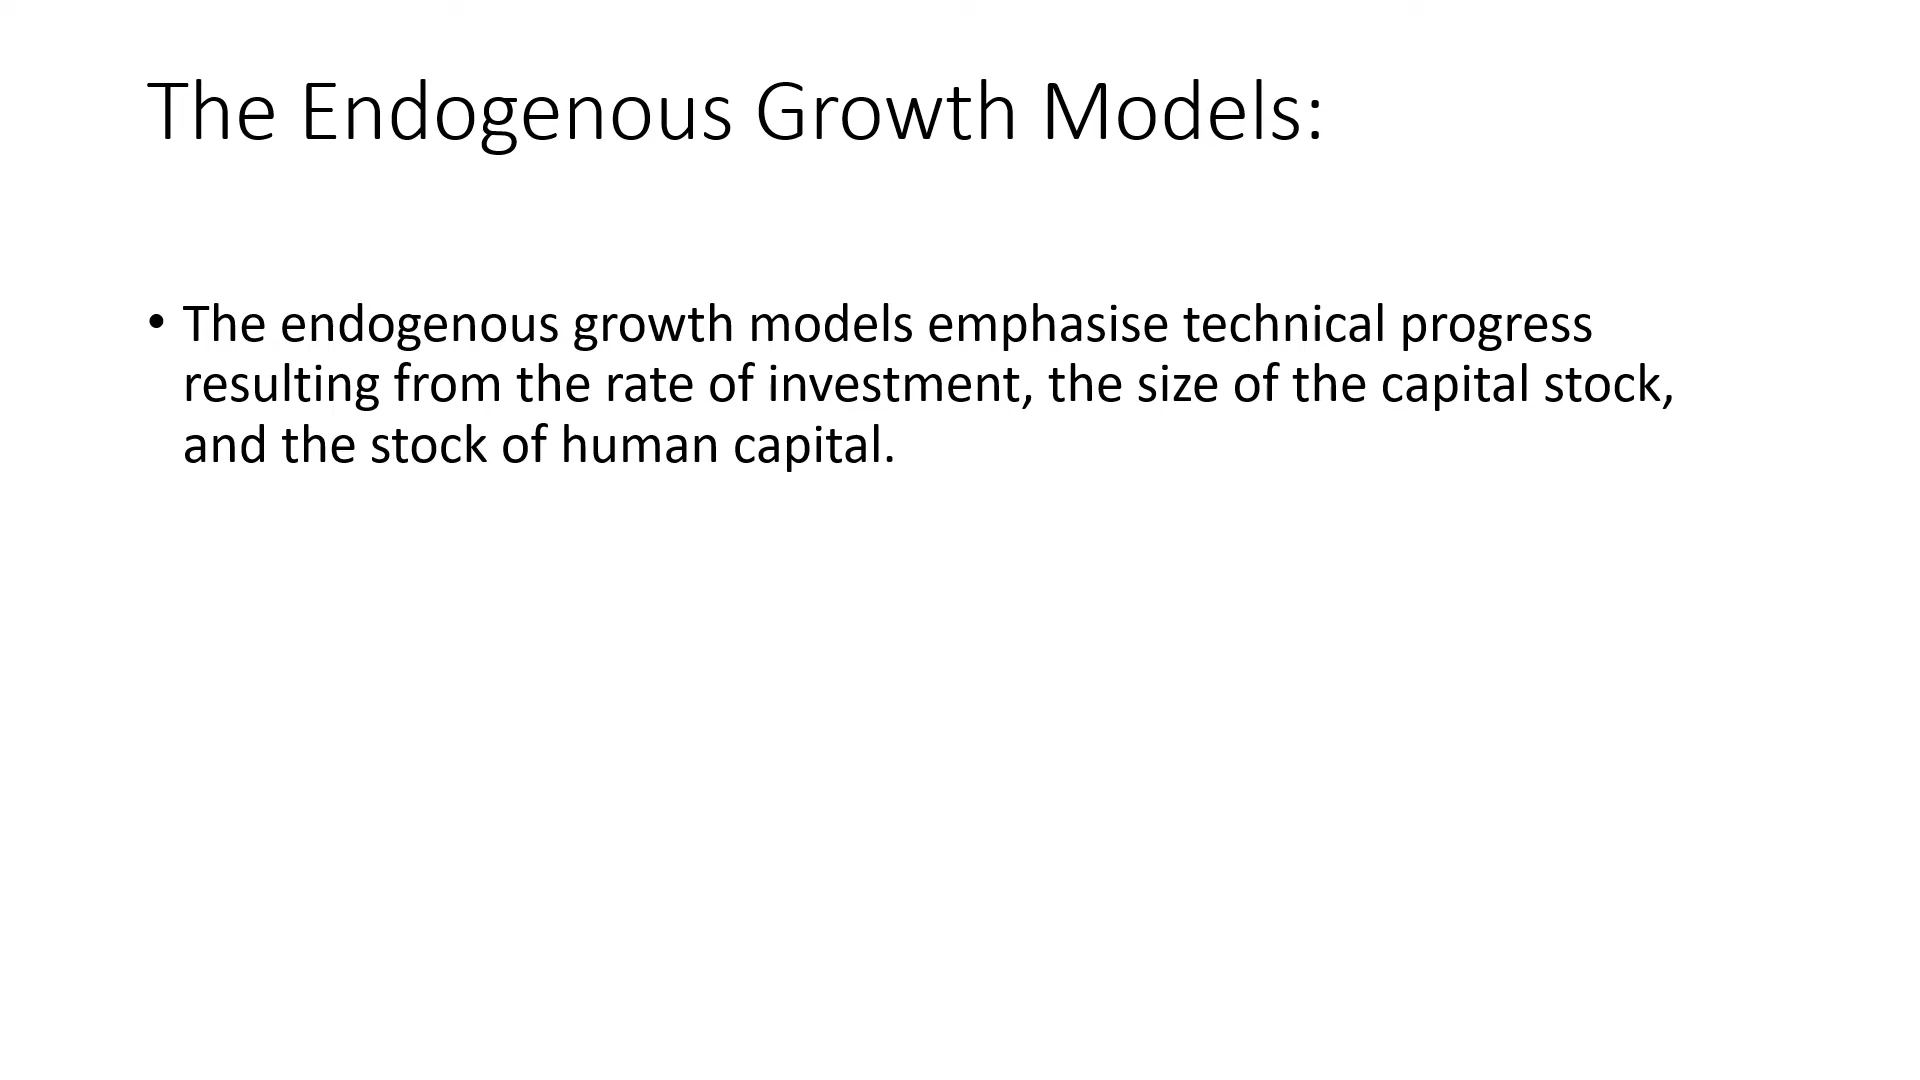 The Endogenous Growth Models:
• The endogenous growth models emphasise technical progress
resulting from the rate of investment, the size of the capital stock,
and the stock of human capital.